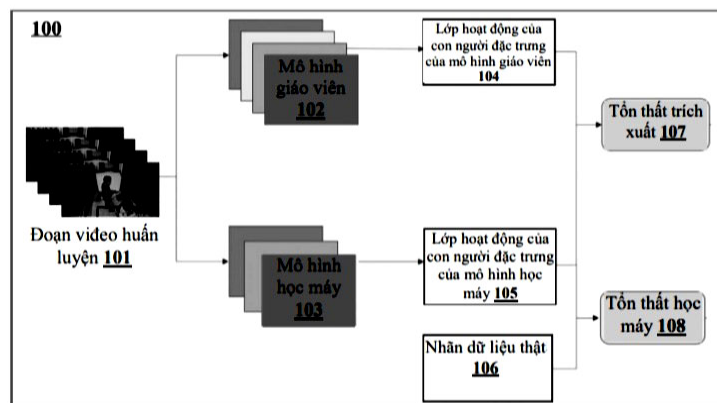 100
Đoạn video huấn
luyện 101
Mô hình
giáo viên
102
Lớp hoạt động của
con người đặc trưng
của mô hình giáo viên
104
Tổn thất trích
xuất 107
Mô hình
học máy
103
Lớp hoạt động của
con người đặc trưng
của mô hình học
máy 105
Nhãn dữ liệu thật
106
Tổn thất học
máy 108